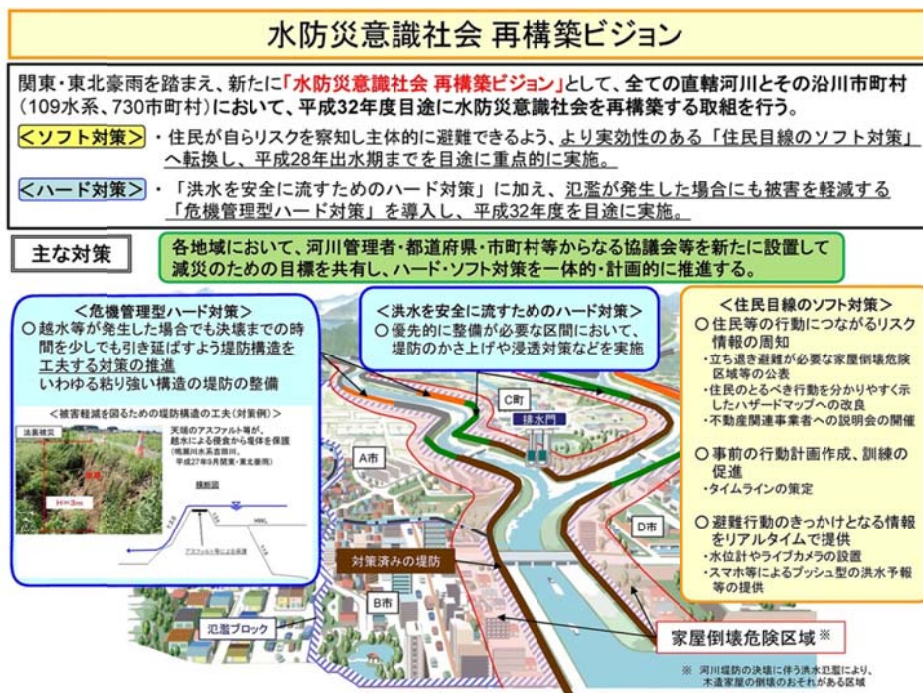 水防災意識社会 再構築ビジョン
関東・東北豪雨を踏まえ、新たに「水防災意識社会 再構築ビジョン」として、全ての直轄河川とその沿川市町村
(109水系、730市町村)において、平成32年度目途に水防災意識社会を再構築する取組を行う。
<ソフト対策> ・住民が自らリスクを察知し主体的に避難できるよう、より実効性のある「住民目線のソフト対策」
へ転換し、平成28年出水期までを目途に重点的に実施。
<ハード対策> ・「洪水を安全に流すためのハード対策」に加え、氾濫が発生した場合にも被害を軽減する
「危機管理型ハード対策」を導入し、平成32年度を目途に実施。
主な対策
各地域において、河川管理者・都道府県・市町村等からなる協議会等を新たに設置して
減災のための目標を共有し、ハード・ソフト対策を一体的・計画的に推進する。
<危機管理型ハード対策>
○越水等が発生した場合でも決壊までの時
間を少しでも引き延ばすよう堤防構造を
工夫する対策の推進
いわゆる粘り強い構造の堤防の整備
<被害軽減を図るための堤防構造の工夫(対策例)>
法裏被災
H=3m
天端のアスファルト等が、
越水による侵食から堤体を保護
(鳴瀬川水系吉田川、
平成27年9月関東・東北豪雨)
横断図
アスファルト等による保護
<洪水を安全に流すためのハード対策>
○優先的に整備が必要な区間において、
堤防のかさ上げや浸透対策などを実施
<住民目線のソフト対策>
○住民等の行動につながるリスク
情報の周知
・立ち退き避難が必要な家屋倒壊危険
区域等の公表
・住民のとるべき行動を分かりやすく示
したハザードマップへの改良
・不動産関連事業者への説明会の開催
○事前の行動計画作成、訓練の
促進
・タイムラインの策定
○避難行動のきっかけとなる情報
をリアルタイムで提供
・水位計やライブカメラの設置
・スマホ等によるプッシュ型の洪水予報
等の提供
C町
排水門
A市
D市
対策済みの堤防
B市
氾濫ブロック
家屋倒壊危険区域※
※ 河川堤防の決壊に伴う洪水氾濫により、
木造家屋の倒壊のおそれがある区域